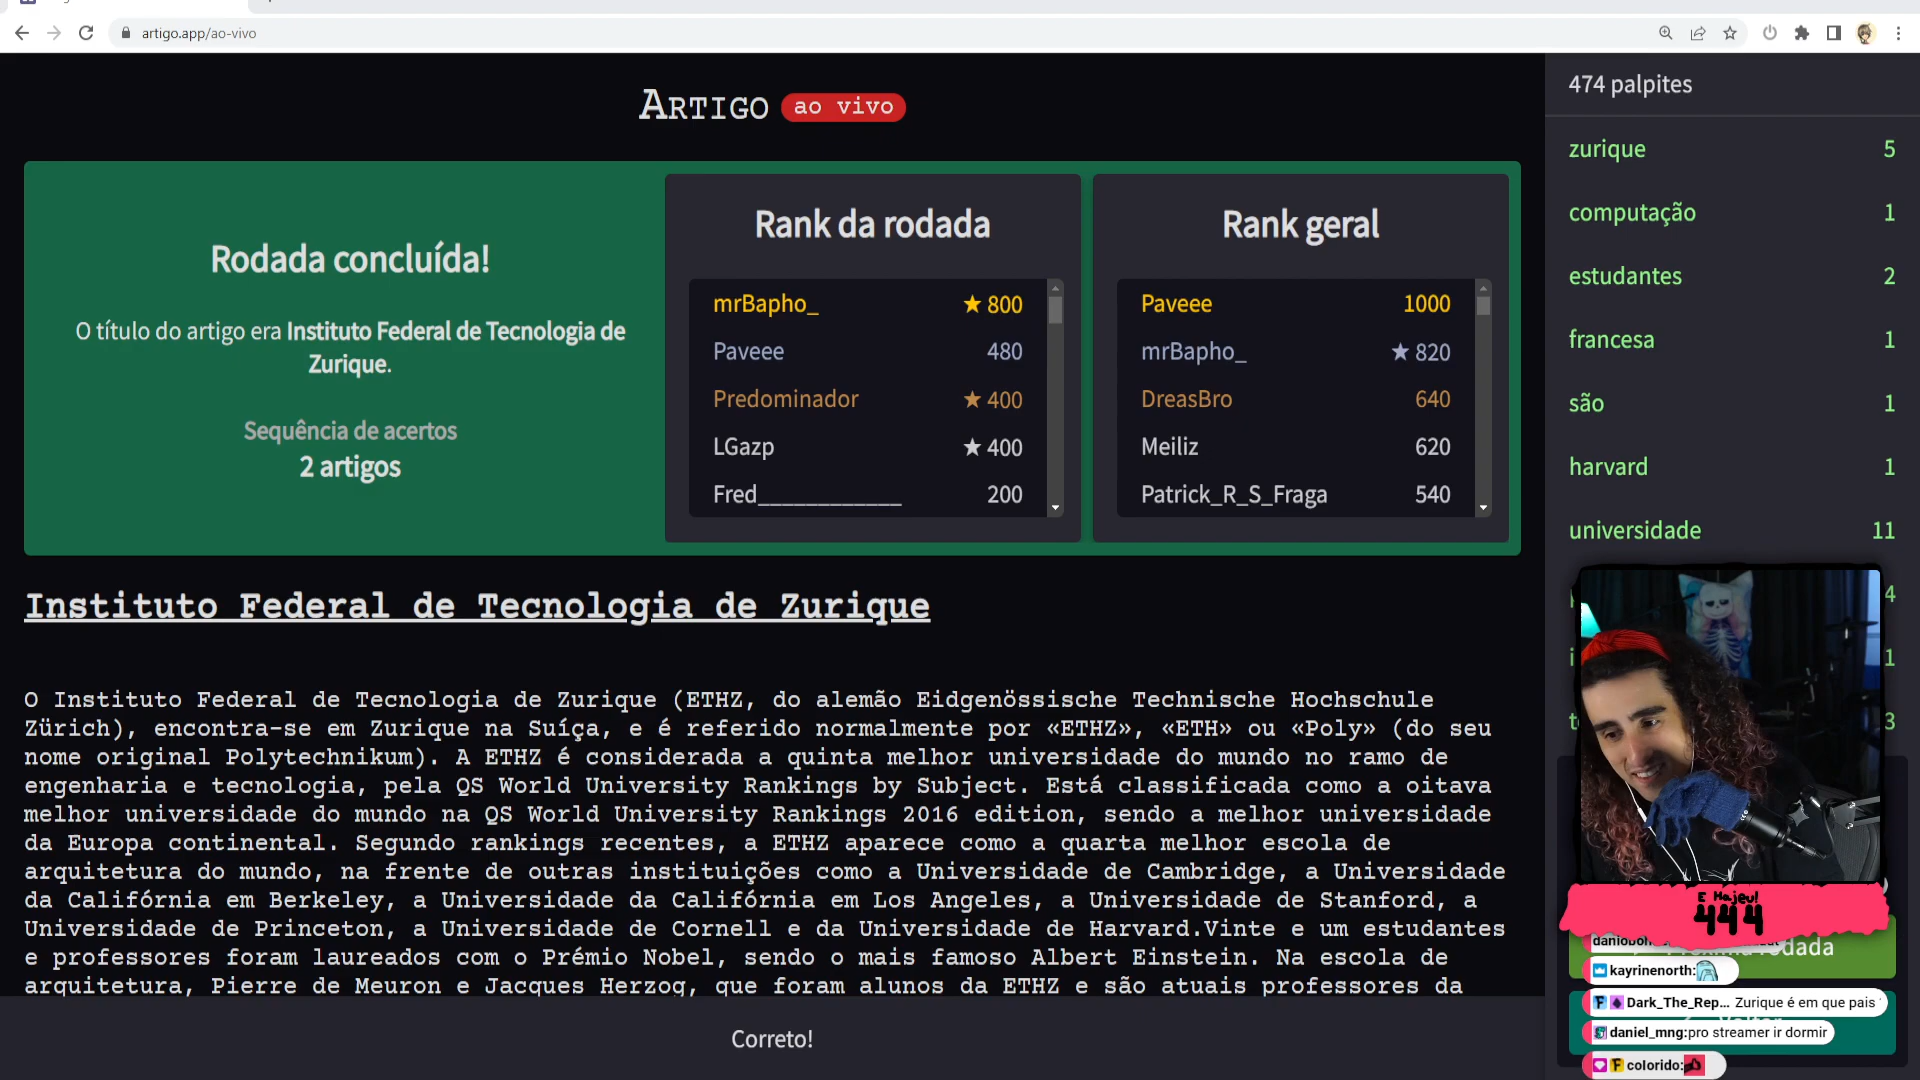 artigo.app/ao-vivo
ARTIGO ao vivo
Rodada concluída!
O título do artigo era Instituto Federal de Tecnologia de
Zurique.
Sequência de acertos
2 artigos
Rank da rodada
mrBapho_ ★ 800
Paveee 480
Predominador ★ 400
LGazp ★ 400
Fred____________ 200
Rank geral
Paveee 1000
mrBapho_ ★ 820
DreasBro 640
Meiliz 620
Patrick_R_S_Fraga 540
Instituto Federal de Tecnologia de Zurique
O Instituto Federal de Tecnologia de Zurique (ETHZ, do alemão Eidgenössische Technische Hochschule
Zürich), encontra-se em Zurique na Suíça, e é referido normalmente por «ETHZ», «ETH» ou «Poly» (do seu
nome original Polytechnikum). A ETHZ é considerada a quinta melhor universidade do mundo no ramo de
engenharia e tecnologia, pela QS World University Rankings by Subject. Está classificada como a oitava
melhor universidade do mundo na QS World University Rankings 2016 edition, sendo a melhor universidade
da Europa continental. Segundo rankings recentes, a ETHZ aparece como a quarta melhor escola de
arquitetura do mundo, na frente de outras instituições como a Universidade de Cambridge, a Universidade
da Califórnia em Berkeley, a Universidade da Califórnia em Los Angeles, a Universidade de Stanford, a
Universidade de Princeton, a Universidade de Cornell e da Universidade de Harvard.Vinte e um estudantes
e professores foram laureados com o Prémio Nobel, sendo o mais famoso Albert Einstein. Na escola de
arquitetura, Pierre de Meuron e Jacques Herzog, que foram alunos da ETHZ e são atuais professores da
Correto!
474 palpites
zurique 5
computação 1
estudantes 2
francesa 1
são 1
harvard 1
universidade 11
4
1
3
E Majeu!
444
rodada
kayrinenorth:
Dark_The_Rep... Zurique é em que pais
daniel_mng:pro streamer ir dormir
colorido: